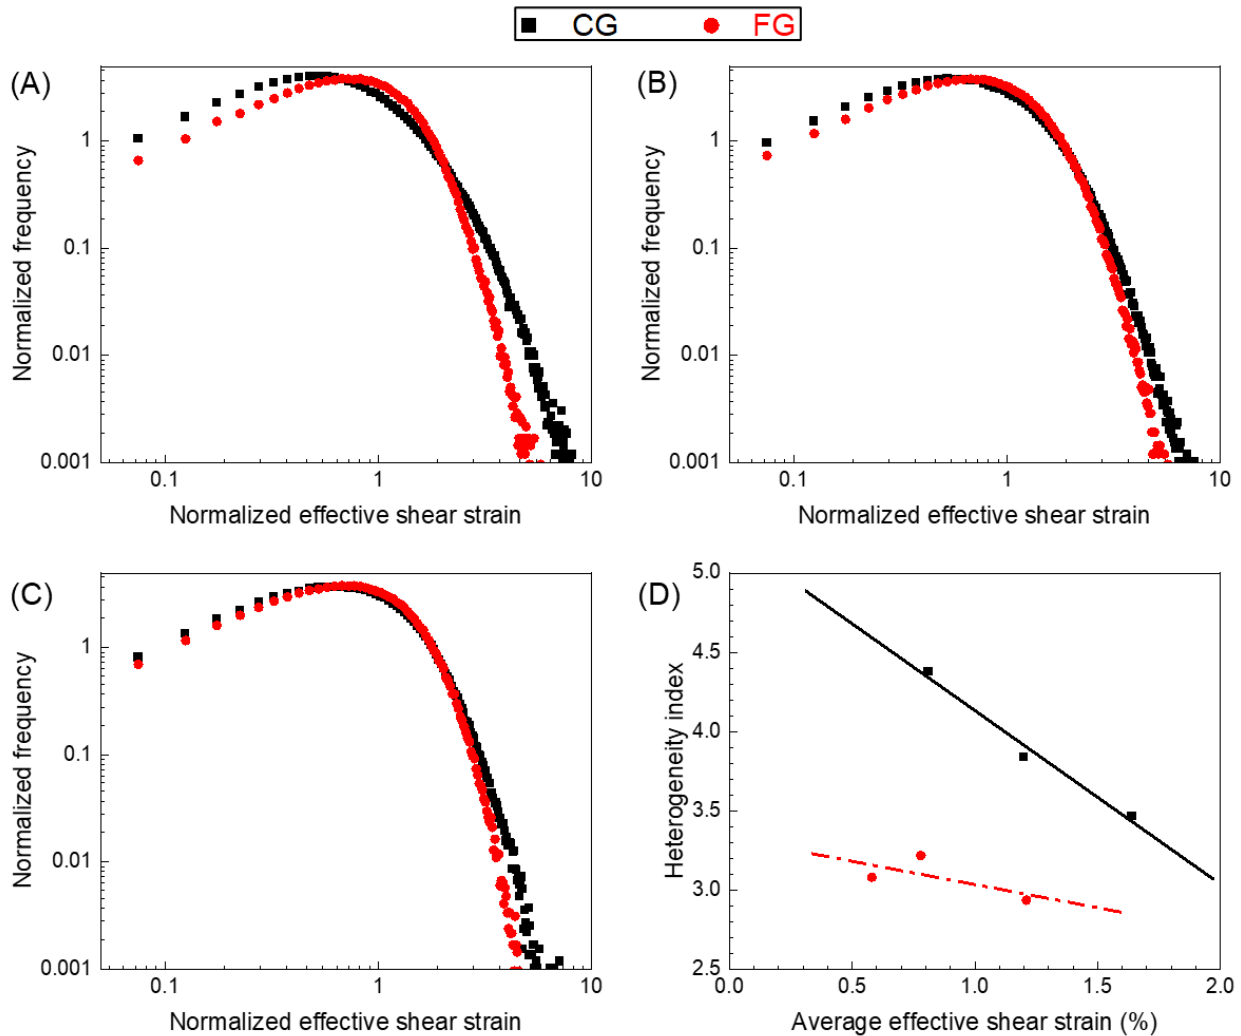 CG FG
(A)
1
0.1
0.01
0.001
0.1 1 10
Normalized frequency
Normalized effective shear strain
(B)
1
0.1
0.01
0.001
0.1 1 10
Normalized frequency
Normalized effective shear strain
(C)
1
0.1
0.01
0.001
0.1 1 10
Normalized frequency
Normalized effective shear strain
(D)
5.0
4.5
4.0
3.5
3.0
2.5
0.0 0.5 1.0 1.5 2.0
Heterogeneity index
Average effective shear strain (%)